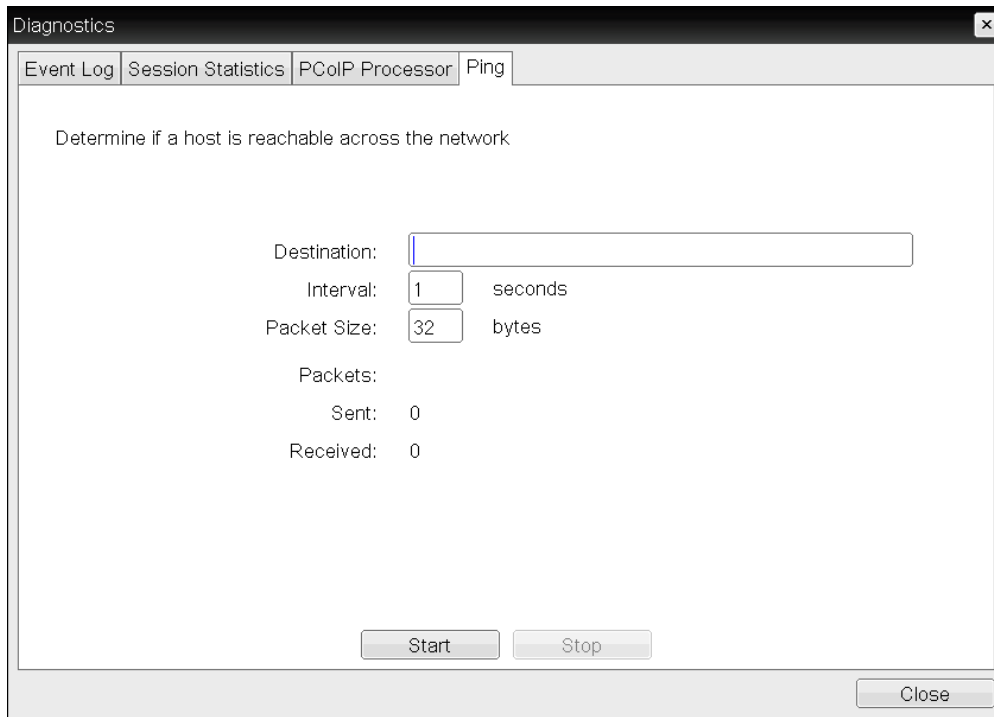 Diagnostics
Event Log Session Statistics PCoIP Processor Ping
Determine if a host is reachable across the network
Destination:
Interval: 1 seconds
Packet Size: 32 bytes
Packets:
Sent: 0
Received: 0
Start Stop
Close